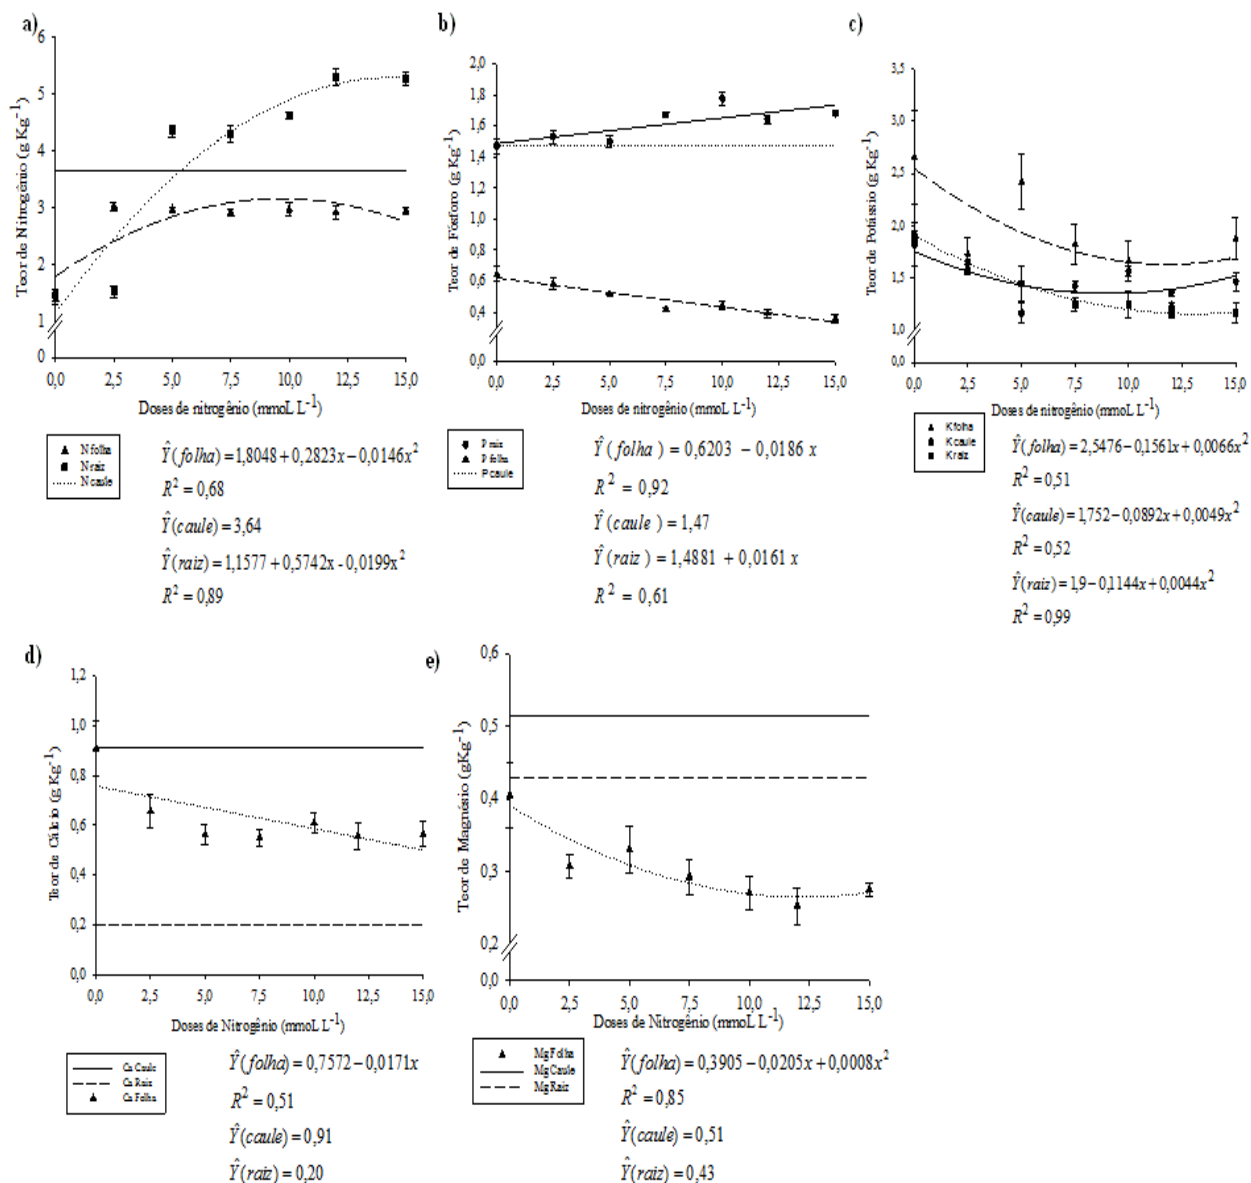 a)
Teor de Nitrogênio (g Kg-1)
6
5
4
3
2
1
0
0,0 2,5 5,0 7,5 10,0 12,5 15,0
Doses de nitrogênio (mmoL L-1)
N folha
N raiz
N caule
Ŷ(folha) = 1,8048 + 0,2823x – 0,0146x²
R² = 0,68
Ŷ(caule) = 3,64
Ŷ(raiz) = 1,1577 + 0,5742x - 0,0199x²
R² = 0,89
b)
Teor de Fósforo (g Kg-1)
2,0
1,8
1,6
1,4
1,2
1,0
0,8
0,6
0,4
0,0
0,0 2,5 5,0 7,5 10,0 12,5 15,0
Doses de nitrogênio (mmoL L-1)
P raiz
P folha
P caule
Ŷ(folha) = 0,6203 – 0,0186 x
R² = 0,92
Ŷ(caule) = 1,47
Ŷ(raiz) = 1,4881 + 0,0161 x
R² = 0,61
c)
Teor de Potássio (g Kg-1)
3,5
3,0
2,5
2,0
1,5
1,0
0,0
0,0 2,5 5,0 7,5 10,0 12,5 15,0
Doses de nitrogênio (mmoL L-1)
K folha
K caule
K raiz
Ŷ(folha) = 2,5476 – 0,1561x + 0,0066x²
R² = 0,51
Ŷ(caule) = 1,752 – 0,0892x + 0,0049x²
R² = 0,52
Ŷ(raiz) = 1,9 – 0,1144x + 0,0044x²
R² = 0,99
d)
Teor de Cálcio (g Kg-1)
1,2
1,0
0,8
0,6
0,4
0,2
0,0
0,0 2,5 5,0 7,5 10,0 12,5 15,0
Doses de Nitrogênio (mmoL L-1)
Ca Caule
Ca Raiz
Ca Folha
Ŷ(folha) = 0,7572 – 0,0171x
R² = 0,51
Ŷ(caule) = 0,91
Ŷ(raiz) = 0,20
e)
Teor de Magnésio (gKg-1)
0,6
0,5
0,4
0,3
0,2
0,0
0,0 2,5 5,0 7,5 10,0 12,5 15,0
Doses de Nitrogênio (mmoL L-1)
Mg Folha
Mg Caule
Mg Raiz
Ŷ(folha) = 0,3905 – 0,0205x + 0,0008x²
R² = 0,85
Ŷ(caule) = 0,51
Ŷ(raiz) = 0,43